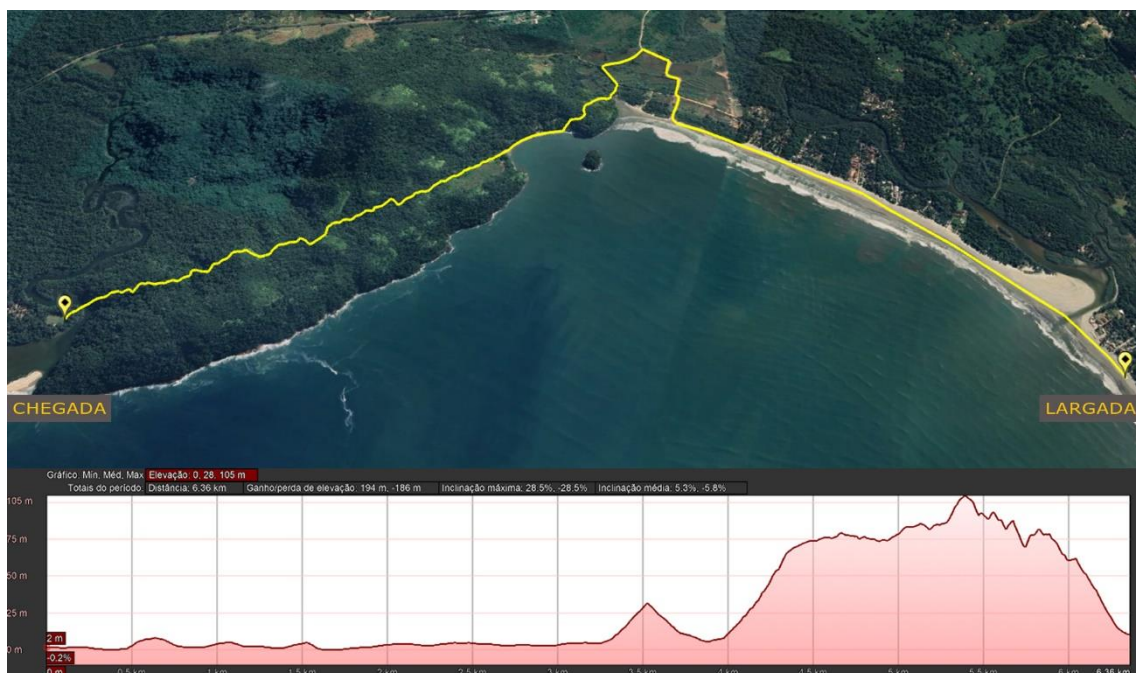 CHEGADA
LARGADA
Gráfico: Mín, Méd, Max Elevação: 0, 28, 105 m
Totais do período: Distância: 6.36 km Ganho/perda de elevação: 194 m, -186 m Inclinação máxima: 28.5%, -28.5% Inclinação média: 5.3%, -5.8%
105 m
75 m
50 m
25 m
2 m
0 m
-0.2%
0 m 0.5 km 1 km 1.5 km 2 km 2.5 km 3 km 3.5 km 4 km 4.5 km 5 km 5.5 km 6 km 6.36 km